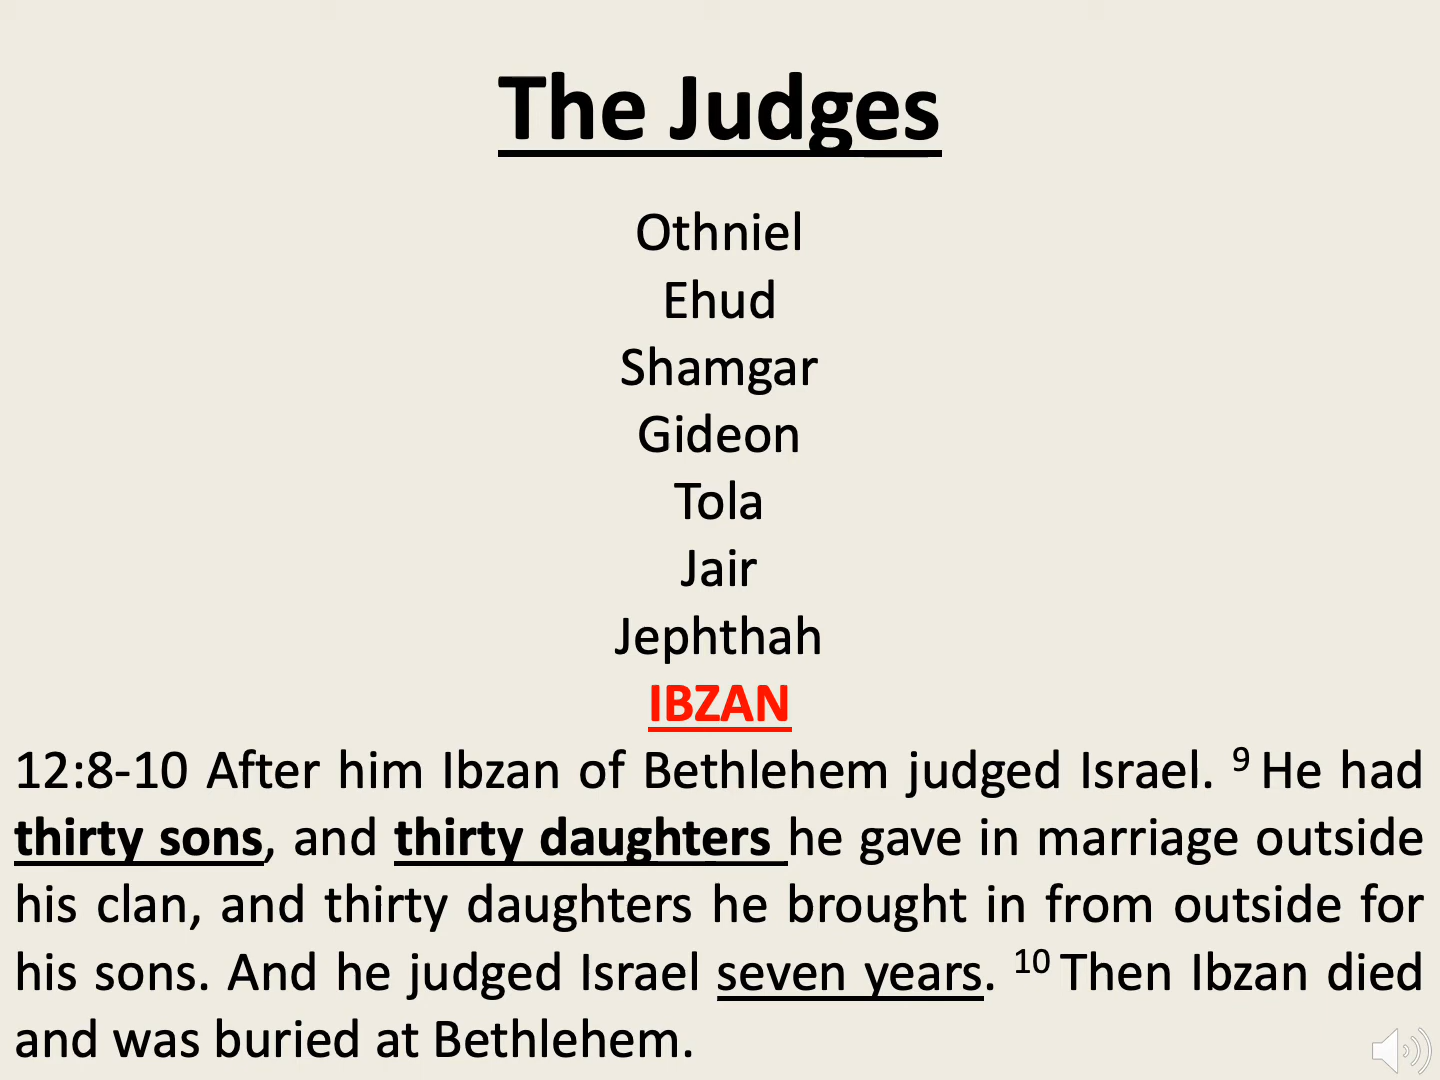 The Judges
Othniel
Ehud
Shamgar
Gideon
Tola
Jair
Jephthah
IBZAN
12:8-10 After him Ibzan of Bethlehem judged Israel. 9 He had
thirty sons, and thirty daughters he gave in marriage outside
his clan, and thirty daughters he brought in from outside for
his sons. And he judged Israel seven years. 10 Then Ibzan died
and was buried at Bethlehem.